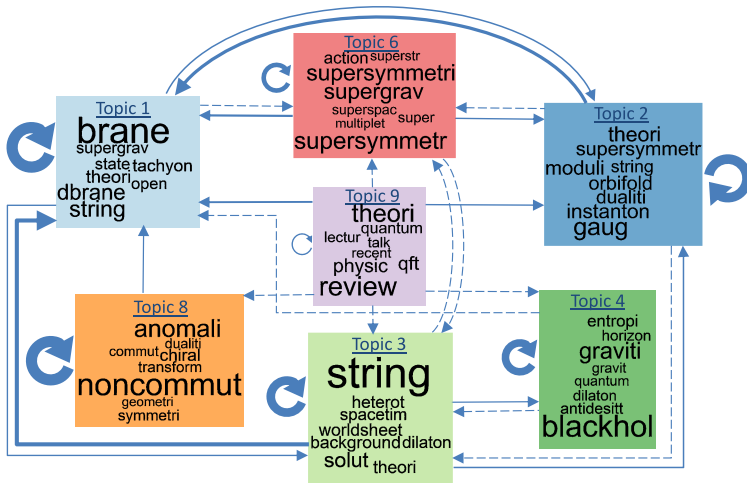 Topic 6
action superstr
supersymmetri
supergrav
superspac
multiplet super
supersymmetr
Topic 1
brane
supergrav
state tachyon
theori open
dbrane
string
Topic 2
theori
supersymmetr
moduli string
orbifold
dualiti
instanton
gaug
Topic 9
theori
quantum
lectur talk
recent
physic qft
review
Topic 8
anomali
dualiti
commut chiral
transform
noncommut
geometri
symmetri
Topic 4
entropi
horizon
graviti
gravit
quantum
dilaton
antidesitt
blackhol
Topic 3
string
heterot
spacetim
worldsheet
background dilaton
solut theori